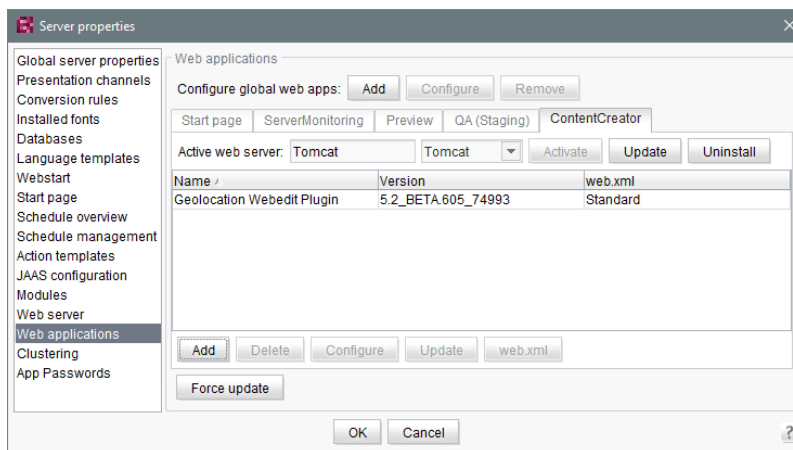 Server properties
Global server properties
Presentation channels
Conversion rules
Installed fonts
Databases
Language templates
Webstart
Start page
Schedule overview
Schedule management
Action templates
JAAS configuration
Modules
Web server
Web applications
Clustering
App Passwords
Web applications
Configure global web apps: Add Configure Remove
Start page ServerMonitoring Preview QA (Staging) ContentCreator
Active web server: Tomcat Tomcat Activate Update Uninstall
Name Version web.xml
Geolocation Webedit Plugin 5.2_BETA.605_74993 Standard
Add Delete Configure Update web.xml
Force update
OK Cancel ?